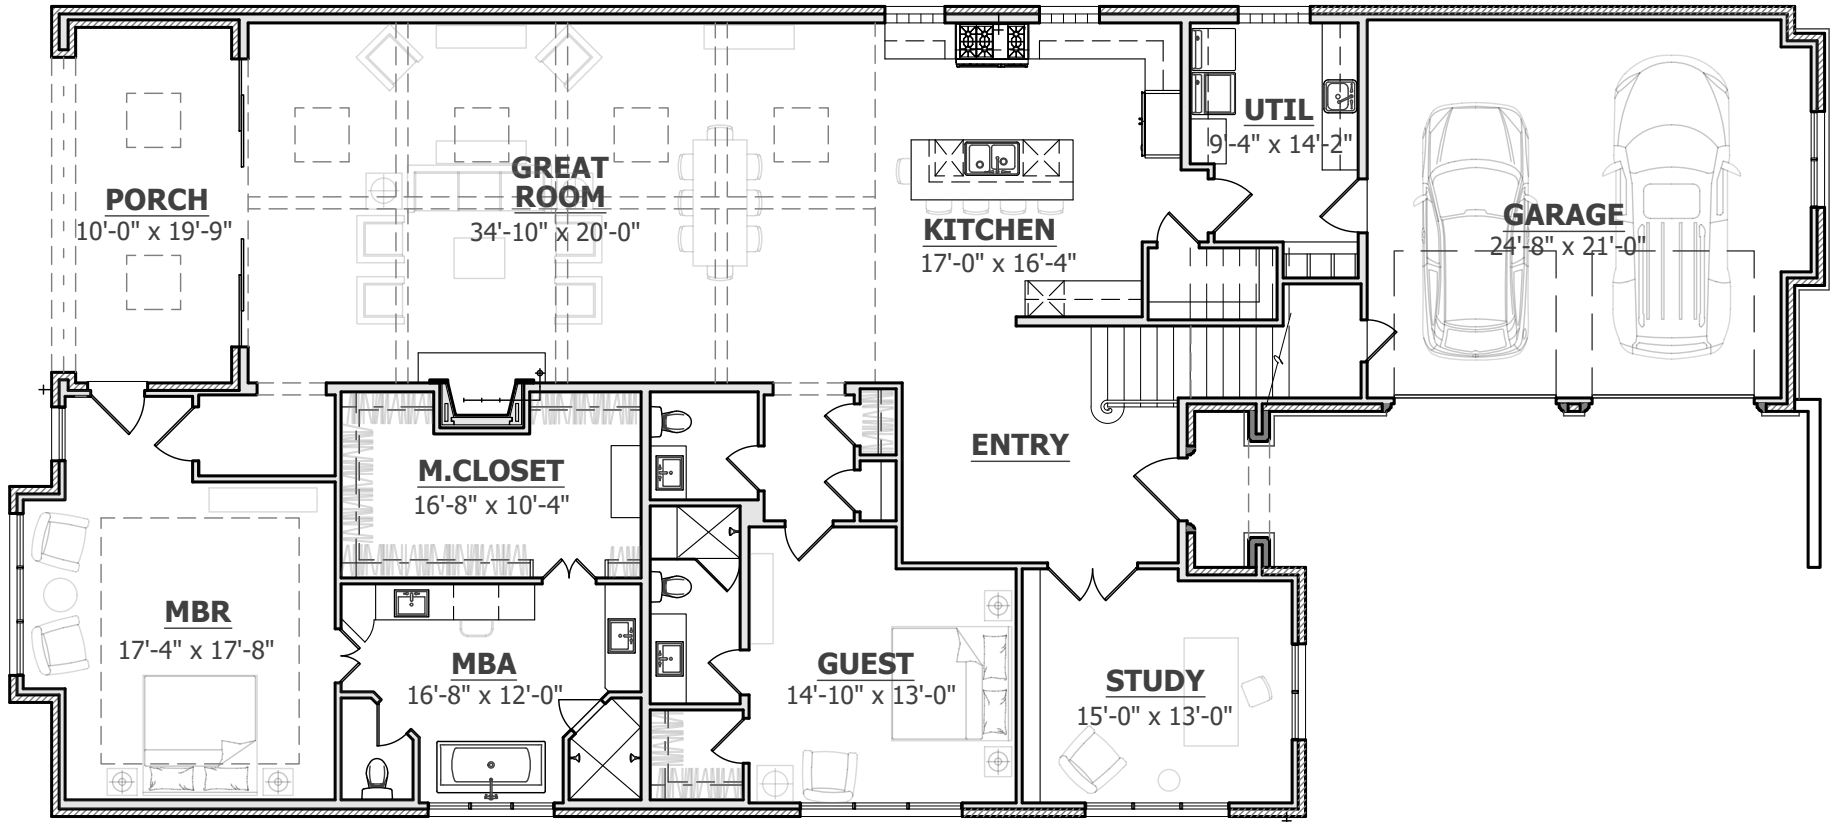 UTIL
9'-4" x 14'-2"
GREAT
ROOM
34'-10" x 20'-0"
PORCH
10'-0" x 19'-9"
KITCHEN
17'-0" x 16'-4"
GARAGE
24'-8" x 21'-0"
ENTRY
M.CLOSET
16'-8" x 10'-4"
MBR
17'-4" x 17'-8"
MBA
16'-8" x 12'-0"
GUEST
14'-10" x 13'-0"
STUDY
15'-0" x 13'-0"